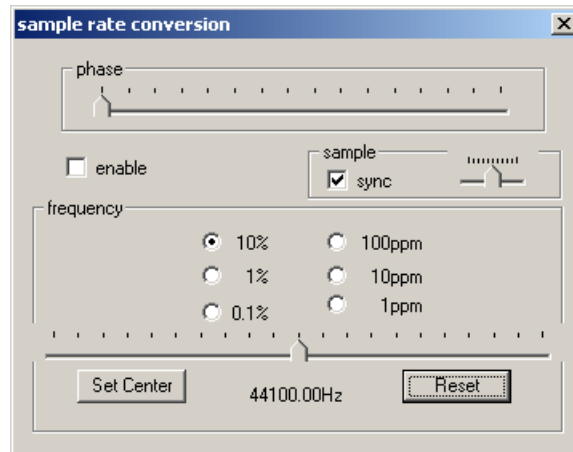 sample rate conversion
phase
enable
sample
sync
frequency
10%
100ppm
1%
10ppm
0.1%
1ppm
Set Center
44100.00Hz
Reset